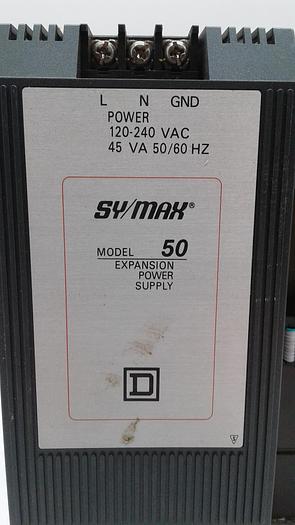 L N GND
POWER
120-240 VAC
45 VA 50/60 HZ
SY/MAX®
MODEL 50
EXPANSION
POWER
SUPPLY
D